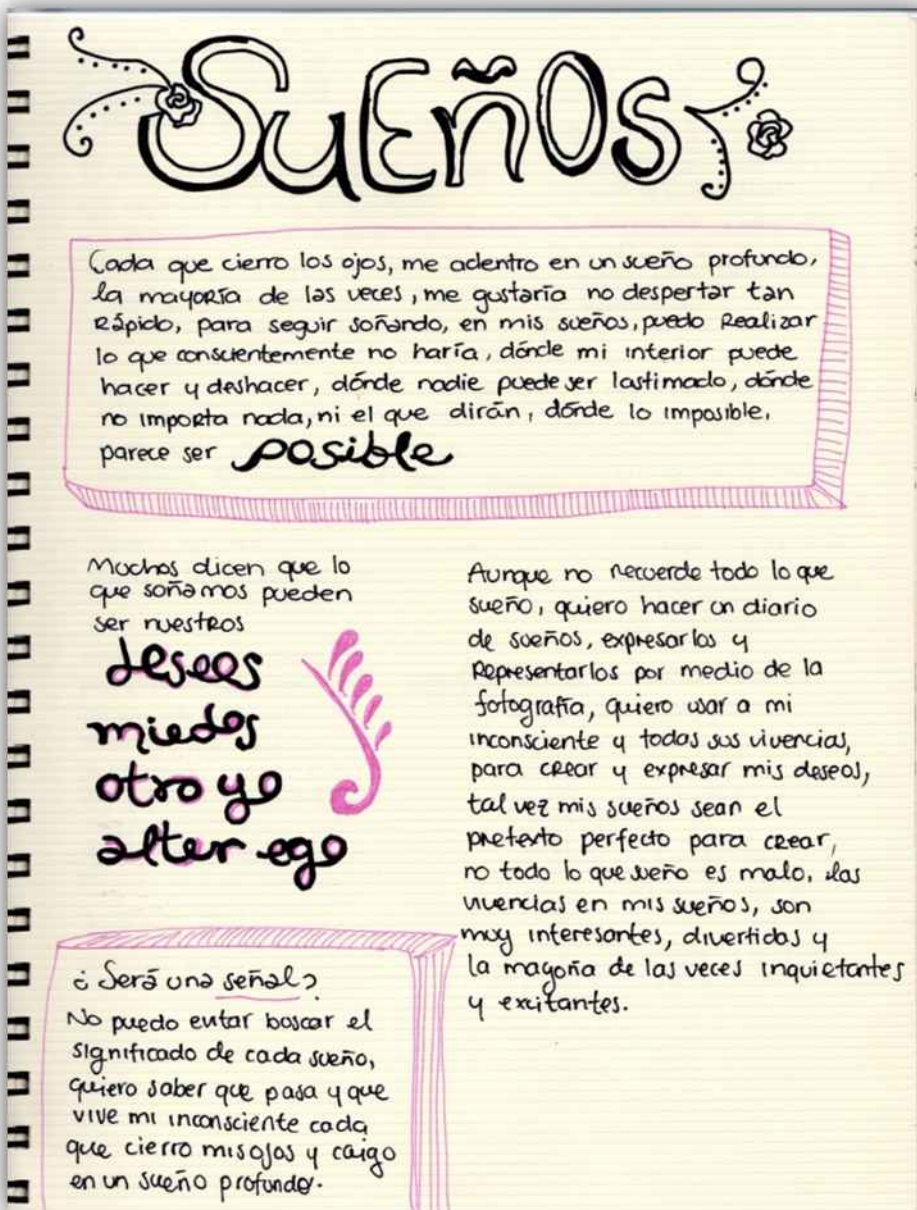 SuEñOs
Cada que cierro los ojos, me adentro en un sueño profundo,
la mayoría de las veces, me gustaría no despertar tan
rápido, para seguir soñando, en mis sueños, puedo Realizar
lo que conscientemente no haría, dónde mi interior puede
hacer y deshacer, dónde nadie puede ser lastimado, dónde
no importa nada, ni el que dirán, dónde lo imposible,
parece ser posible
Muchos dicen que lo
que soñamos pueden
ser nuestros
deseos
miedos
otro yo
alter ego
¿Será una señal?
No puedo evitar buscar el
significado de cada sueño,
quiero saber que pasa y que
vive mi inconsciente cada
que cierro mis ojos y caigo
en un sueño profundo.
Aunque no recuerde todo lo que
sueño, quiero hacer un diario
de sueños, expresarlos y
Representarlos por medio de la
fotografía, quiero usar a mi
inconsciente y todas sus vivencias,
para crear y expresar mis deseos,
tal vez mis sueños sean el
pretexto perfecto para crear,
no todo lo que sueño es malo, las
vivencias en mis sueños, son
muy interesantes, divertidas y
la mayoría de las veces inquietantes
y excitantes.